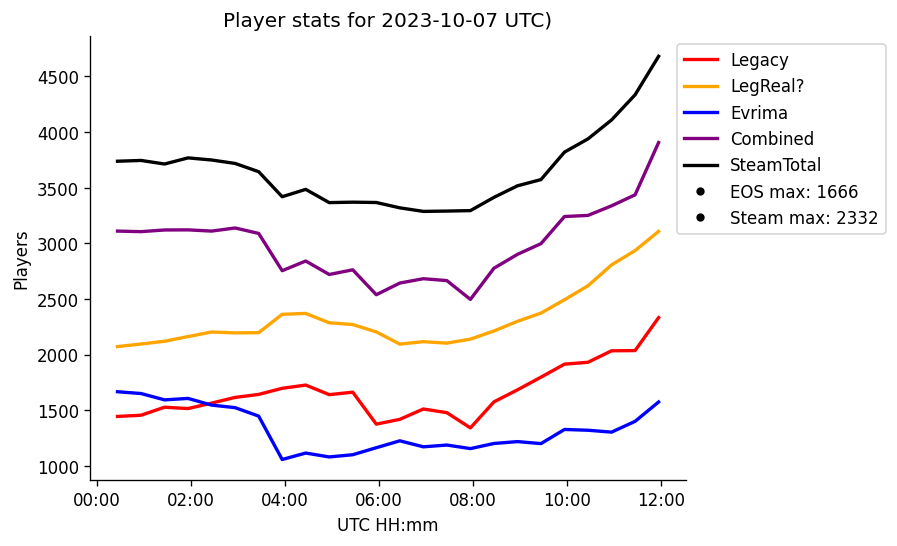 Player stats for 2023-10-07 UTC)
Players
4500
4000
3500
3000
2500
2000
1500
1000
00:00 02:00 04:00 06:00 08:00 10:00 12:00
UTC HH:mm
Legacy
LegReal?
Evrima
Combined
SteamTotal
EOS max: 1666
Steam max: 2332